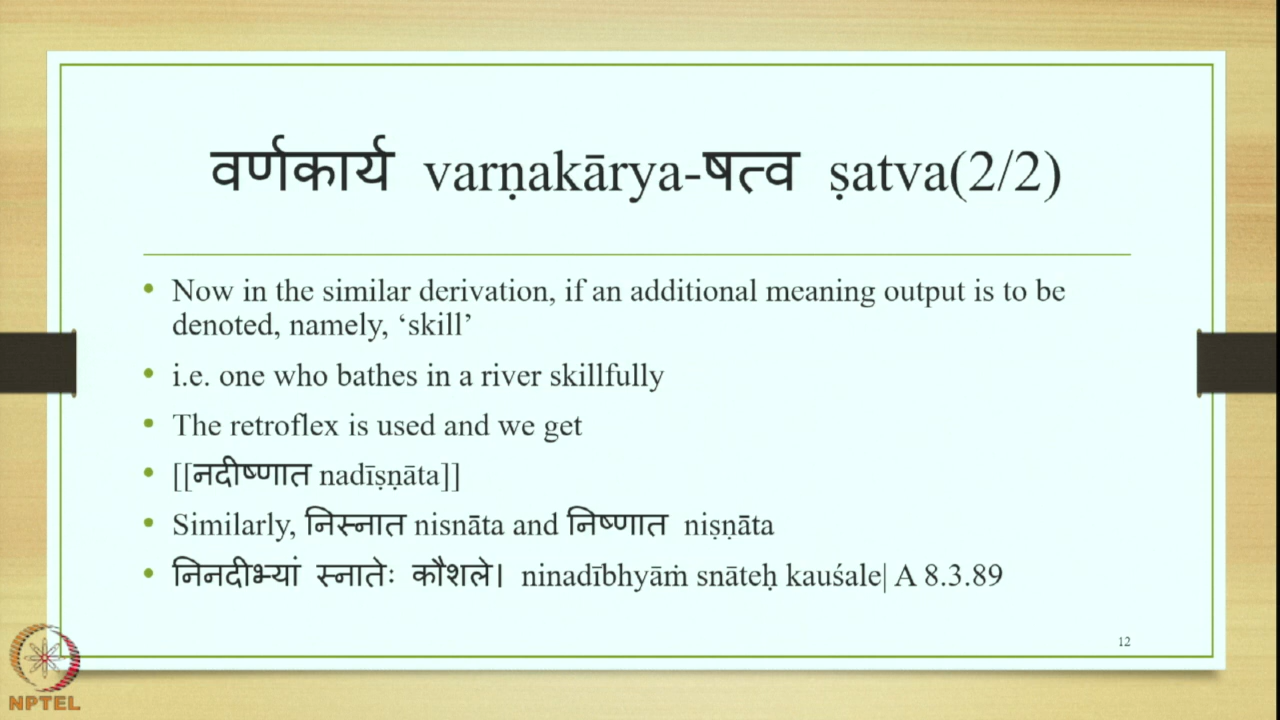 वर्णकार्य varṇakārya-षत्व ṣatva(2/2)
• Now in the similar derivation, if an additional meaning output is to be
denoted, namely, ‘skill’
• i.e. one who bathes in a river skillfully
• The retroflex is used and we get
• [[नदीष्णात nadīṣṇāta]]
• Similarly, निस्नात nisnāta and निष्णात niṣṇāta
• निनदीभ्यां स्नातेः कौशले। ninadībhyāṁ snāteḥ kauśale| A 8.3.89
12
NPTEL